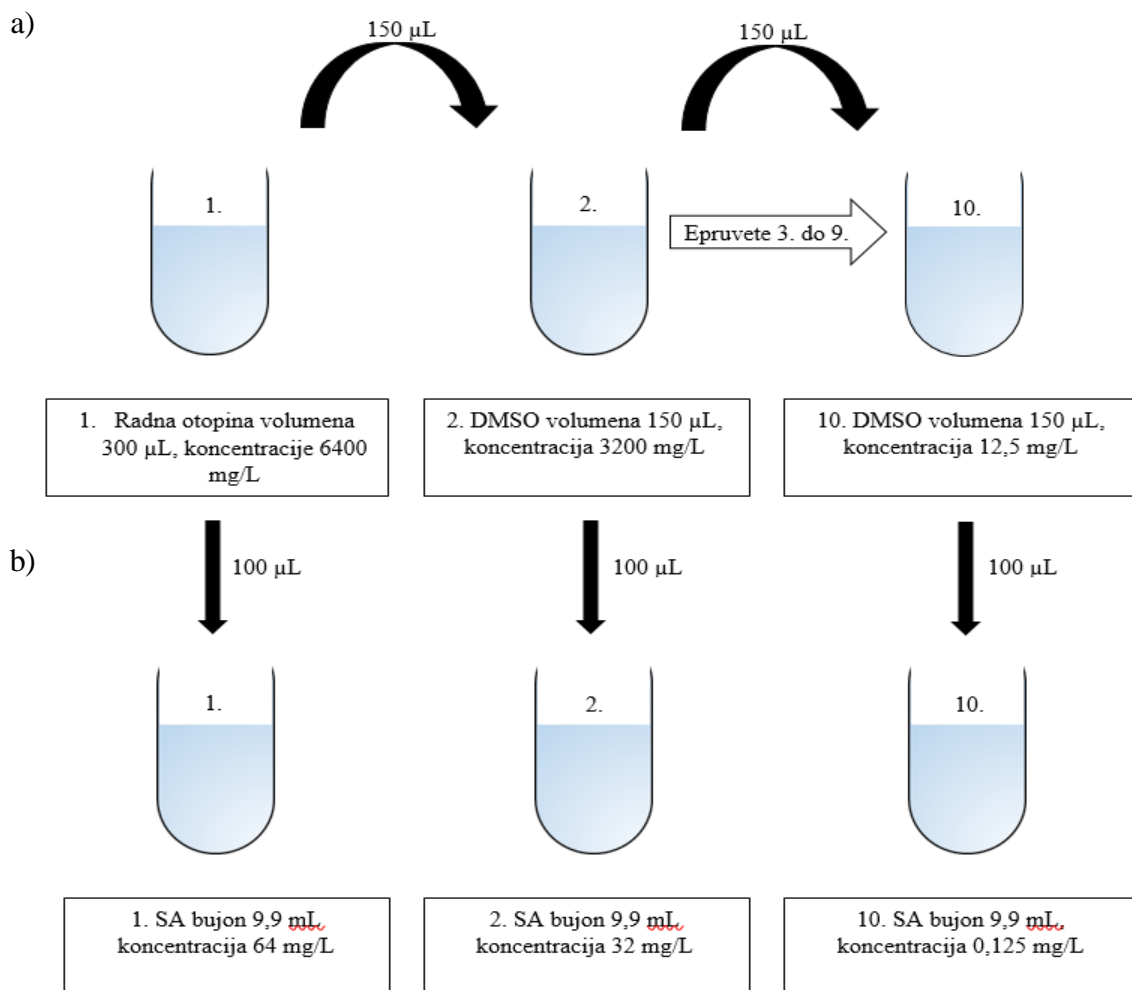 a)
150 µL
150 µL
1.
2.
Epruvete 3. do 9.
10.
1. Radna otopina volumena
300 µL, koncentracije 6400
mg/L
2. DMSO volumena 150 µL,
koncentracija 3200 mg/L
10. DMSO volumena 150 µL,
koncentracija 12,5 mg/L
b)
100 µL
100 µL
100 µL
1.
2.
10.
1. SA bujon 9,9 mL
koncentracija 64 mg/L
2. SA bujon 9,9 mL
koncentracija 32 mg/L
10. SA bujon 9,9 mL,
koncentracija 0,125 mg/L